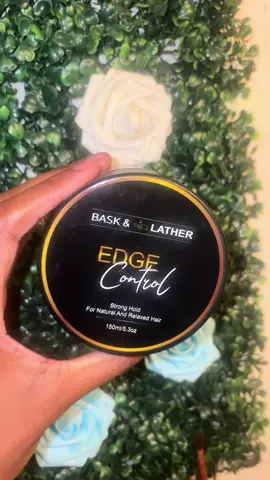 BASK & LATHER
EDGE
Control
Strong Hold
For Natural And Relaxed Hair
150ml/5.3oz